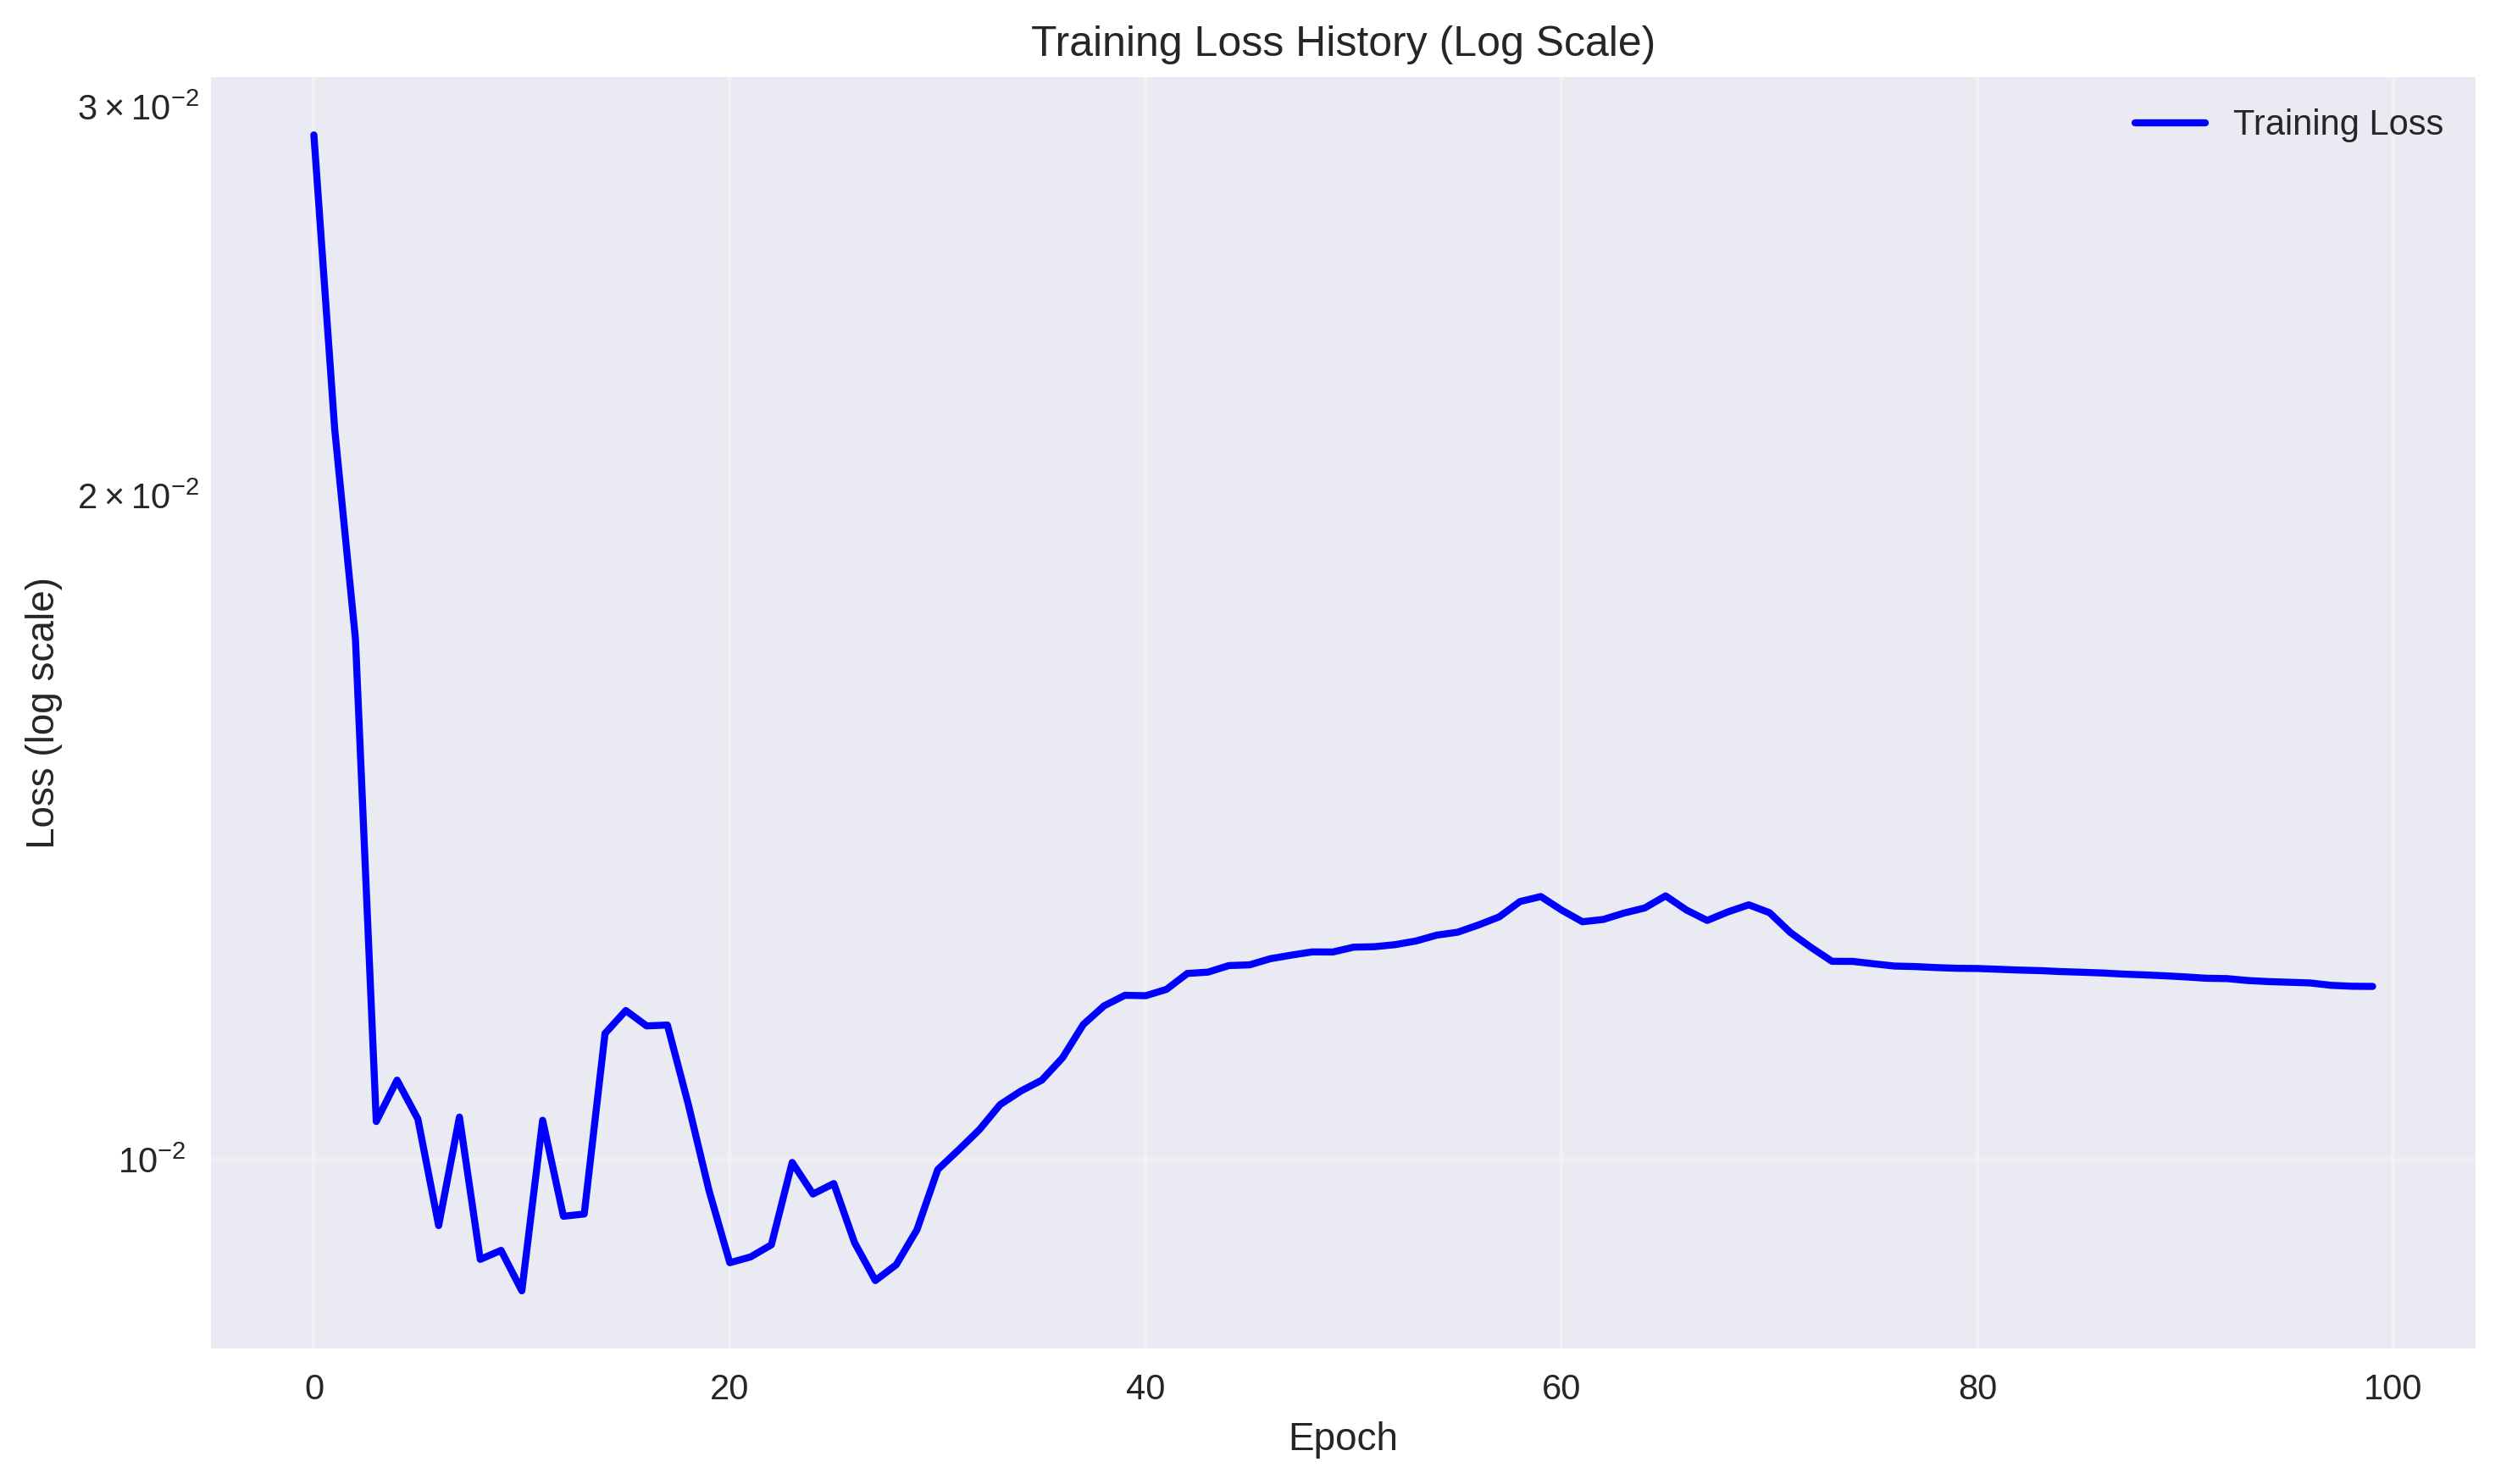 Training Loss History (Log Scale)
3 × 10⁻²
Training Loss
2 × 10⁻²
Loss (log scale)
10⁻²
0 20 40 60 80 100
Epoch